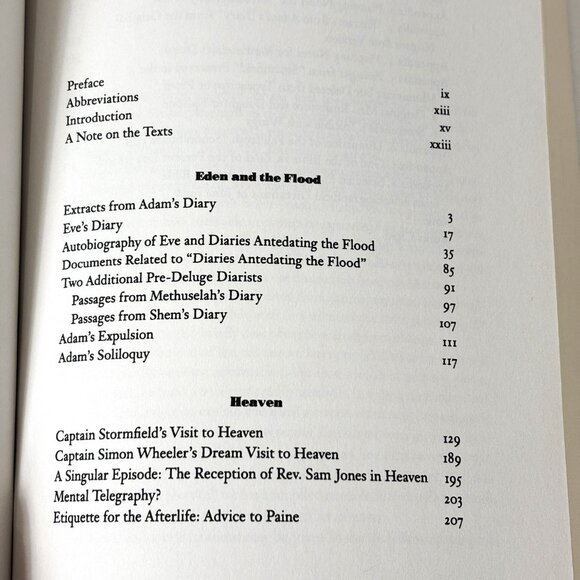 Preface ix
Abbreviations xiii
Introduction xv
A Note on the Texts xxiii
Eden and the Flood
Extracts from Adam's Diary 3
Eve's Diary 17
Autobiography of Eve and Diaries Antedating the Flood 35
Documents Related to “Diaries Antedating the Flood” 85
Two Additional Pre-Deluge Diarists 91
Passages from Methuselah's Diary 97
Passages from Shem's Diary 107
Adam's Expulsion 111
Adam's Soliloquy 117
Heaven
Captain Stormfield's Visit to Heaven 129
Captain Simon Wheeler's Dream Visit to Heaven 189
A Singular Episode: The Reception of Rev. Sam Jones in Heaven 195
Mental Telegraphy? 203
Etiquette for the Afterlife: Advice to Paine 207